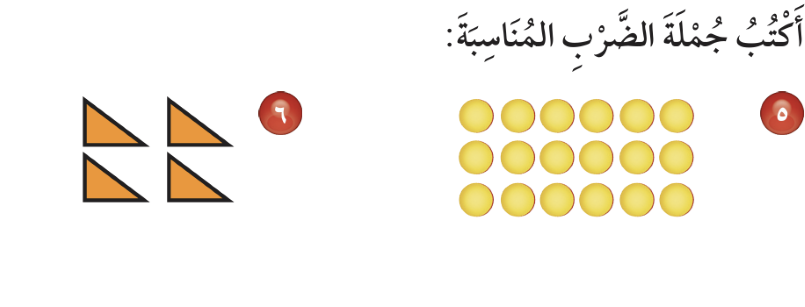 أَكْتُبُ جُمْلَةَ الضَّرْبِ المُنَاسِبَةَ:
٥
٦